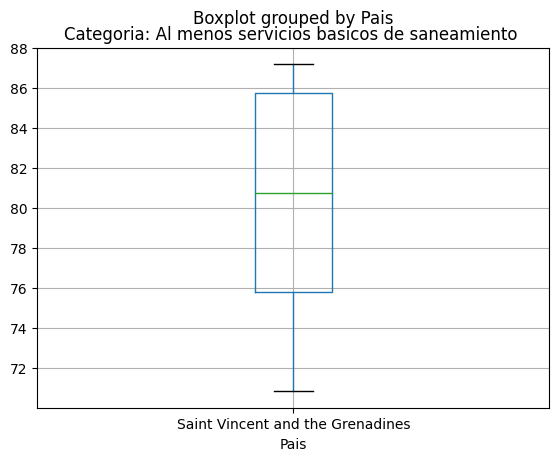 Boxplot grouped by Pais
Categoria: Al menos servicios basicos de saneamiento
88
86
84
82
80
78
76
74
72
Saint Vincent and the Grenadines
Pais